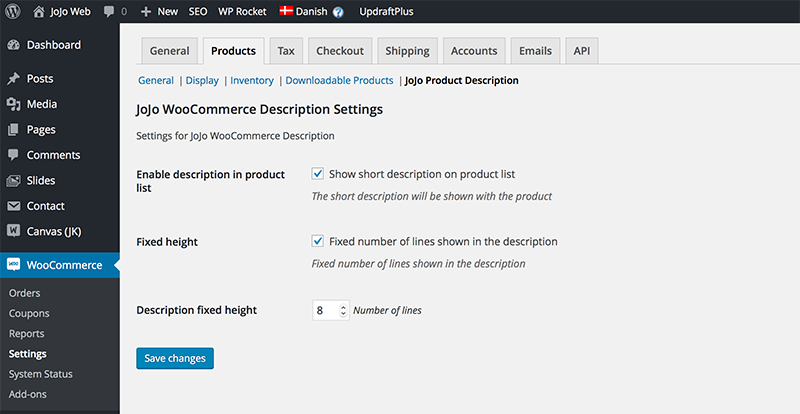 JoJo Web 0 + New SEO WP Rocket Danish ? UpdraftPlus
Dashboard
Posts
Media
Pages
Comments
Slides
Contact
Canvas (JK)
WooCommerce
Orders
Coupons
Reports
Settings
System Status
Add-ons
General Products Tax Checkout Shipping Accounts Emails API
General | Display | Inventory | Downloadable Products | JoJo Product Description
JoJo WooCommerce Description Settings
Settings for JoJo WooCommerce Description
Enable description in product
list
Show short description on product list
The short description will be shown with the product
Fixed height
Fixed number of lines shown in the description
Fixed number of lines shown in the description
Description fixed height
8 Number of lines
Save changes